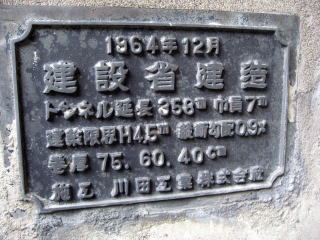 1964年12月
建設省建造
トンネル延長358m 巾員7m
建築限界H4.5m 縦断勾配0.9%
巻厚 75.60.40cm
施工 川田工業株式会社